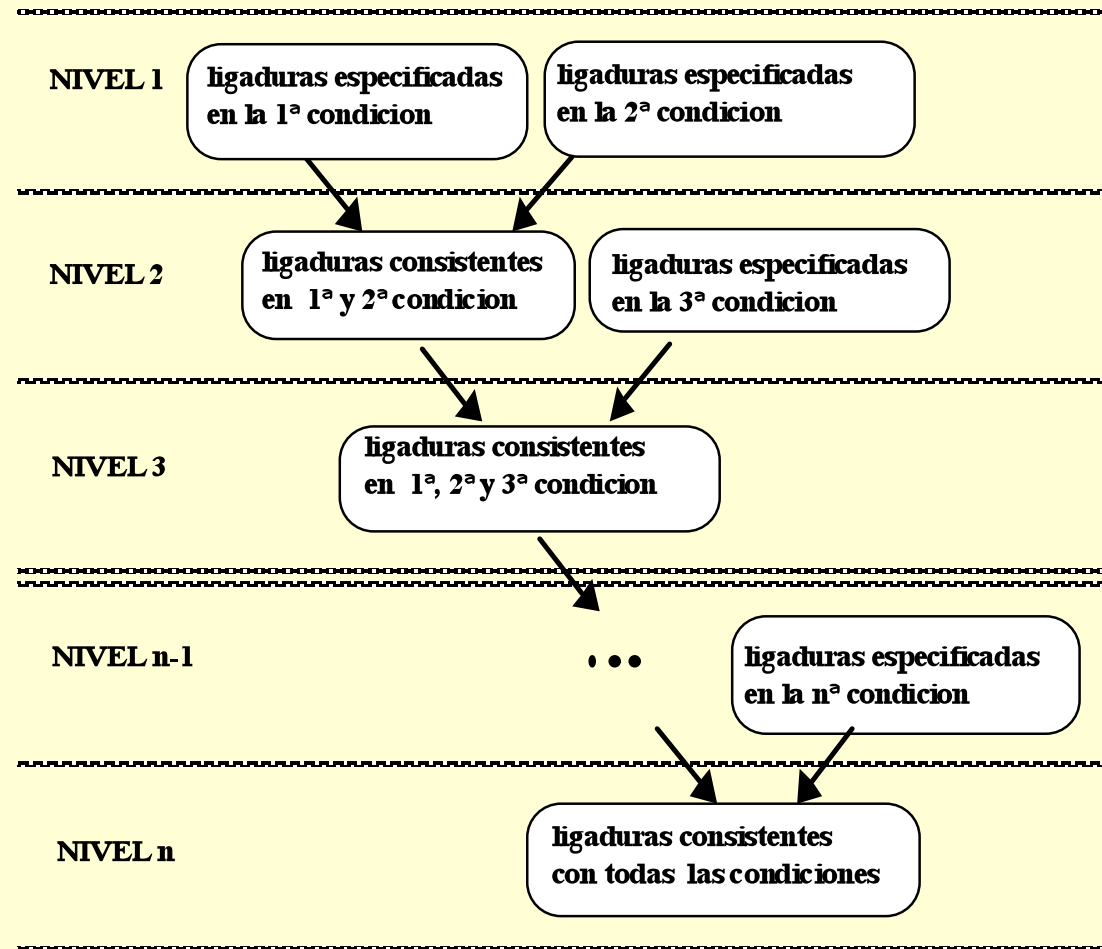 NIVEL 1
ligaduras especificadas
en la 1ª condicion
ligaduras especificadas
en la 2ª condicion
NIVEL 2
ligaduras consistentes
en 1ª y 2ª condicion
ligaduras especificadas
en la 3ª condicion
NIVEL 3
ligaduras consistentes
en 1ª, 2ª y 3ª condicion
NIVEL n-1
...
ligaduras especificadas
en la nª condicion
NIVEL n
ligaduras consistentes
con todas las condiciones